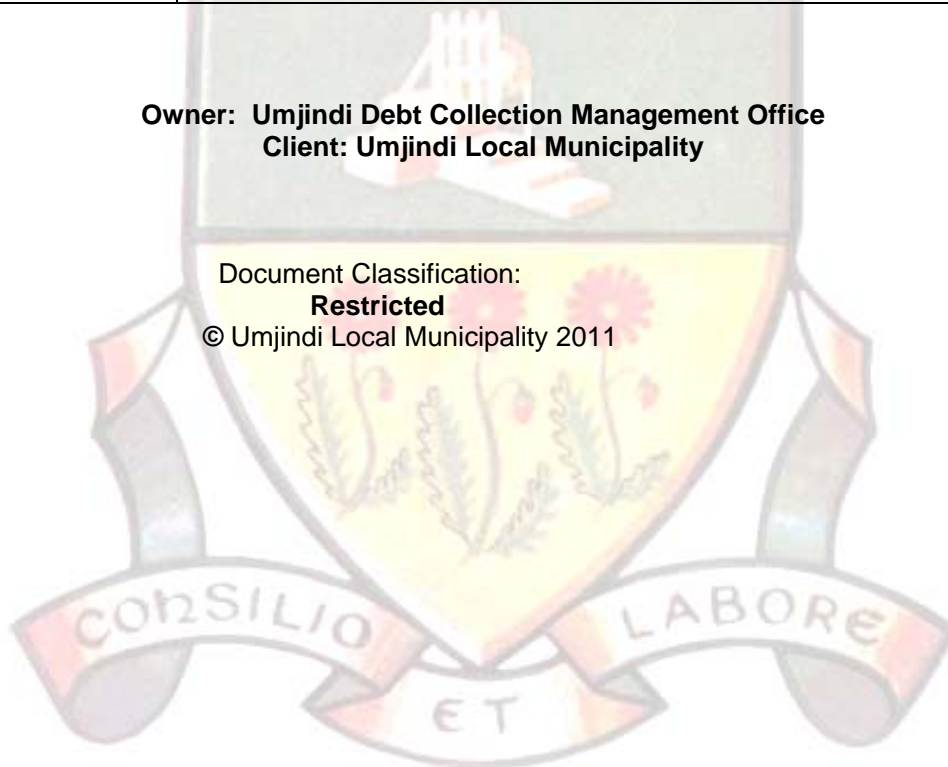 Owner: Umjindi Debt Collection Management Office
Client: Umjindi Local Municipality
Document Classification:
Restricted
© Umjindi Local Municipality 2011
CONSILIO
ET
LABORE